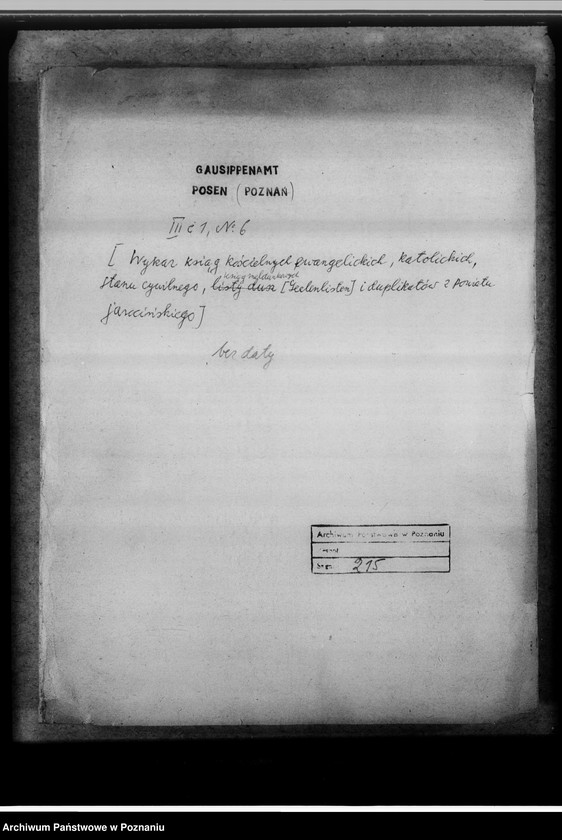 GAUSIPPENAMT
POSEN (POZNAŃ)
III c 1, Nr 6
[ Wykaz ksiąg kościelnych ewangelickich, katolickich,
ksiąg metrykalnych
stanu cywilnego, listy dusz [Seelenlisten] i duplikatów z powiatu
jarocińskiego]
bez daty
Archiwum Państwowe w Poznaniu
Sygn. 215
Archiwum Państwowe w Poznaniu